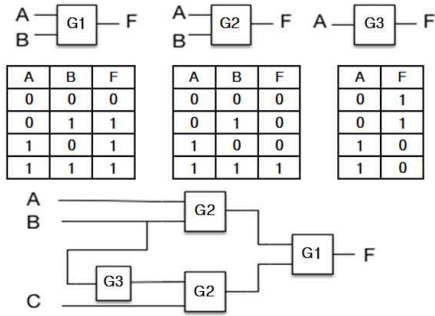 A G1 F A G2 F A G3 F
B B
A B F A B F A F
0 0 0 0 0 0 0 1
0 1 1 0 1 0 0 1
1 0 1 1 0 0 1 0
1 1 1 1 1 1 1 0
A
G2
B
G1 F
G3 G2
C